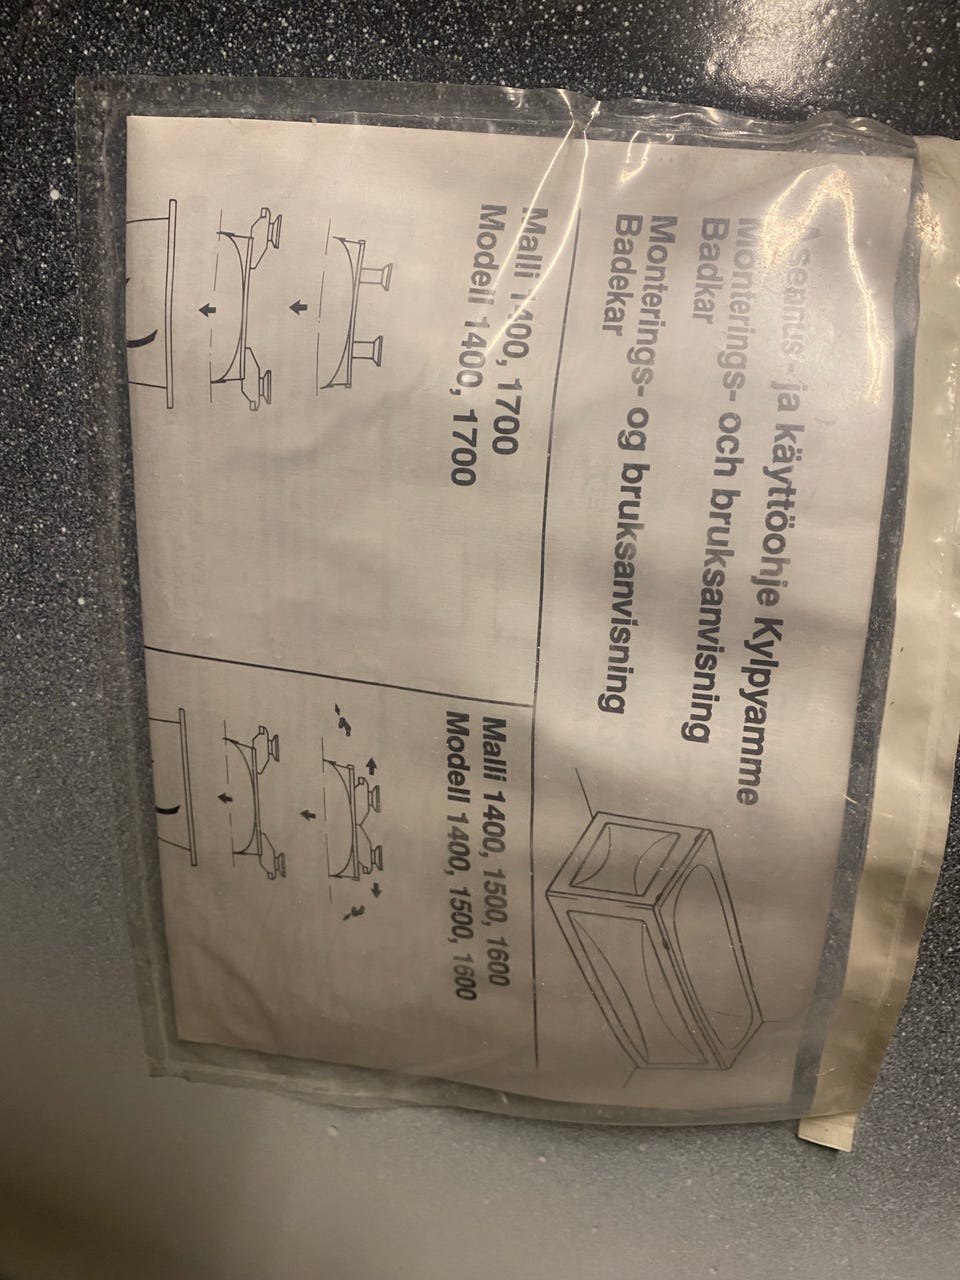 Asennus- ja käyttöohje Kylpyamme
Monterings- och bruksanvisning
Badkar
Monterings- og bruksanvisning
Badekar
Malli 1400, 1700
Modell 1400, 1700
Malli 1400, 1500, 1600
Modell 1400, 1500, 1600